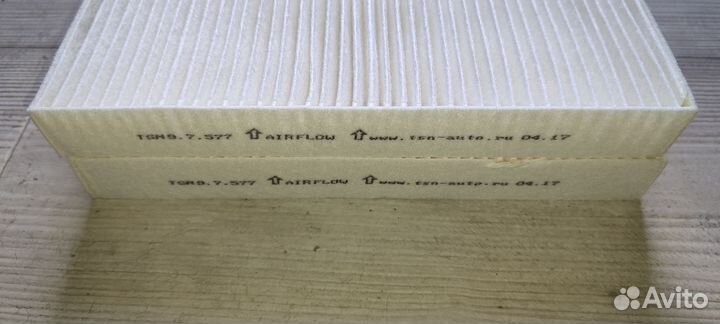 TSN9.7.577 ⇧ AIRFLOW ⇧ www.tsn-auto.ru 04.17
TSN9.7.577 ⇧ AIRFLOW ⇧ www.tsn-auto.ru 04.17
Avito